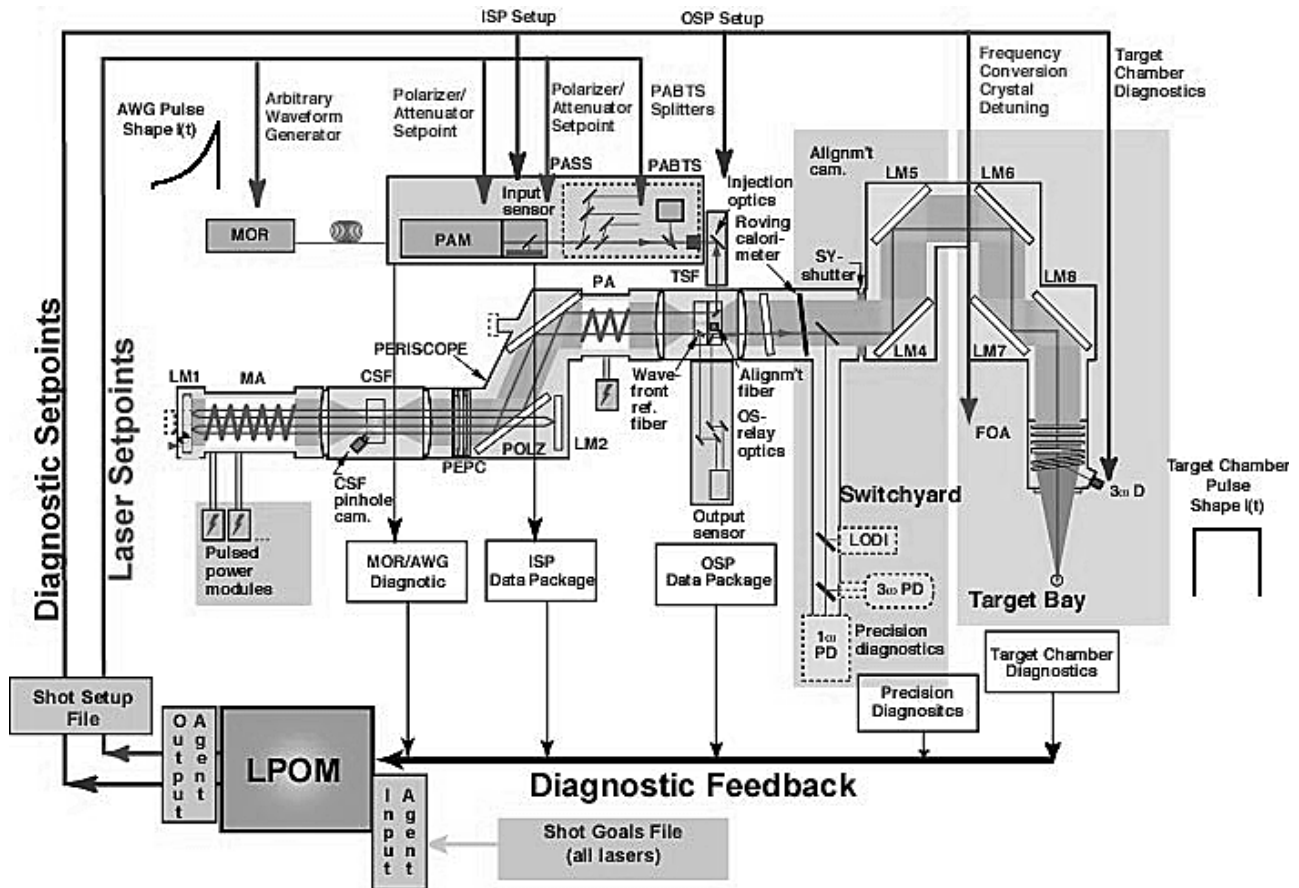 ISP Setup
OSP Setup
AWG Pulse
Shape I(t)
Arbitrary
Waveform
Generator
Polarizer/
Attenuator
Setpoint
Polarizer/
Attenuator
Setpoint
PABTS
Splitters
Frequency
Conversion
Crystal
Detuning
Target
Chamber
Diagnostics
PASS
PABTS
Input
sensor
Injection
optics
Roving
calori-
meter
Alignm't
cam.
LM5
LM6
MOR
PAM
SY-
shutter
PA
TSF
LM8
PERISCOPE
LM4
LM7
LM1
MA
CSF
Wave-
front
ref.
fiber
Alignm't
fiber
POLZ
LM2
PEPC
CSF
pinhole
cam.
OS-
relay
optics
FOA
3ω D
Target Chamber
Pulse
Shape I(t)
Switchyard
Output
sensor
Pulsed
power
modules
...
LODI
3ω PD
1ω
PD
Precision
diagnostics
Target Bay
Diagnostic Setpoints
Laser Setpoints
MOR/AWG
Diagnotic
ISP
Data Package
OSP
Data Package
Target Chamber
Diagnostics
Precision
Diagnositcs
Shot Setup
File
Output
Agent
LPOM
Diagnostic Feedback
Input
Agent
Shot Goals File
(all lasers)